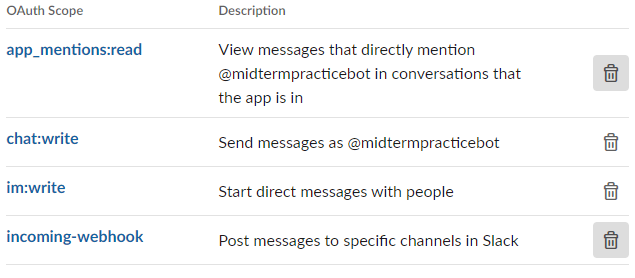 OAuth Scope Description
app_mentions:read View messages that directly mention
@midtermpracticebot in conversations that
the app is in
chat:write Send messages as @midtermpracticebot
im:write Start direct messages with people
incoming-webhook Post messages to specific channels in Slack